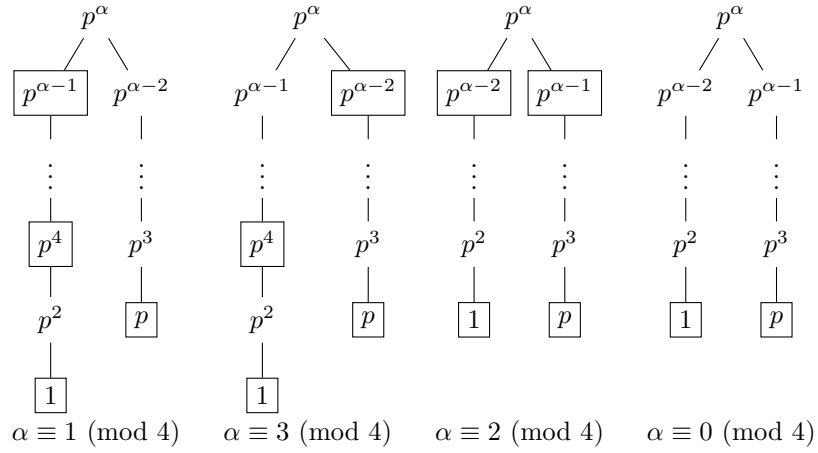 p^α p^α p^α p^α
p^{α−1} p^{α−2} p^{α−1} p^{α−2} p^{α−2} p^{α−1} p^{α−2} p^{α−1}
⋮ ⋮ ⋮ ⋮ ⋮ ⋮ ⋮ ⋮
p^4 p^3 p^4 p^3 p^2 p^3 p^2 p^3
p^2 p p^2 p 1 p 1 p
1 1
α ≡ 1 (mod 4) α ≡ 3 (mod 4) α ≡ 2 (mod 4) α ≡ 0 (mod 4)